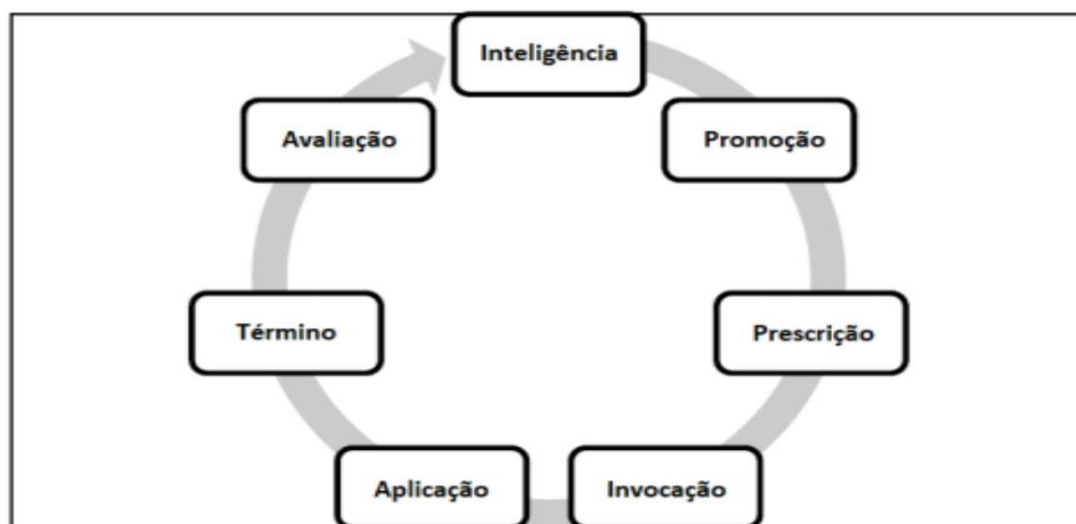 Inteligência
Promoção
Prescrição
Invocação
Aplicação
Término
Avaliação